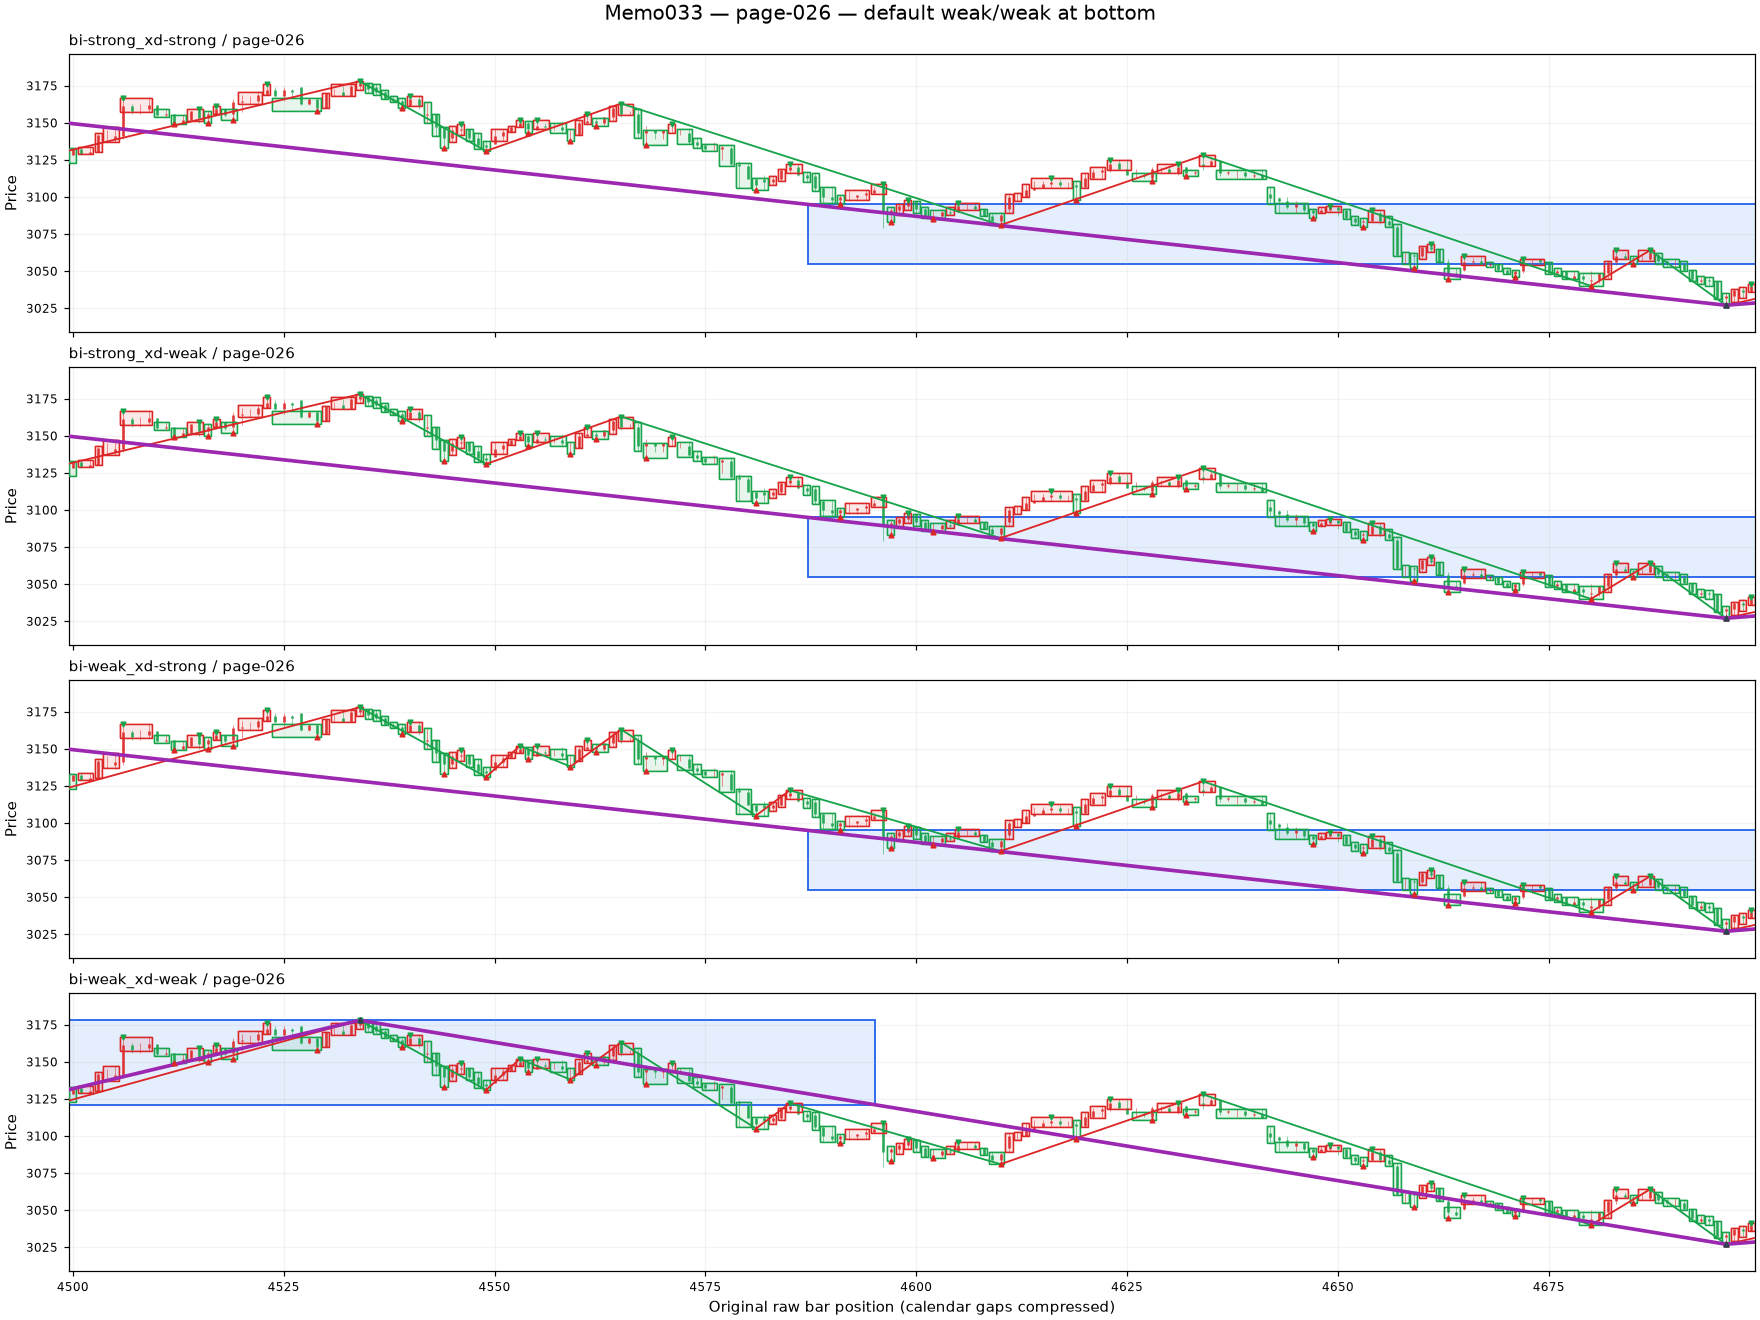 Memo033 — page-026 — default weak/weak at bottom
bi-strong_xd-strong / page-026
3175
3150
3125
3100
3075
3050
3025
Price
bi-strong_xd-weak / page-026
3175
3150
3125
3100
3075
3050
3025
Price
bi-weak_xd-strong / page-026
3175
3150
3125
3100
3075
3050
3025
Price
bi-weak_xd-weak / page-026
3175
3150
3125
3100
3075
3050
3025
Price
4500 4525 4550 4575 4600 4625 4650 4675
Original raw bar position (calendar gaps compressed)